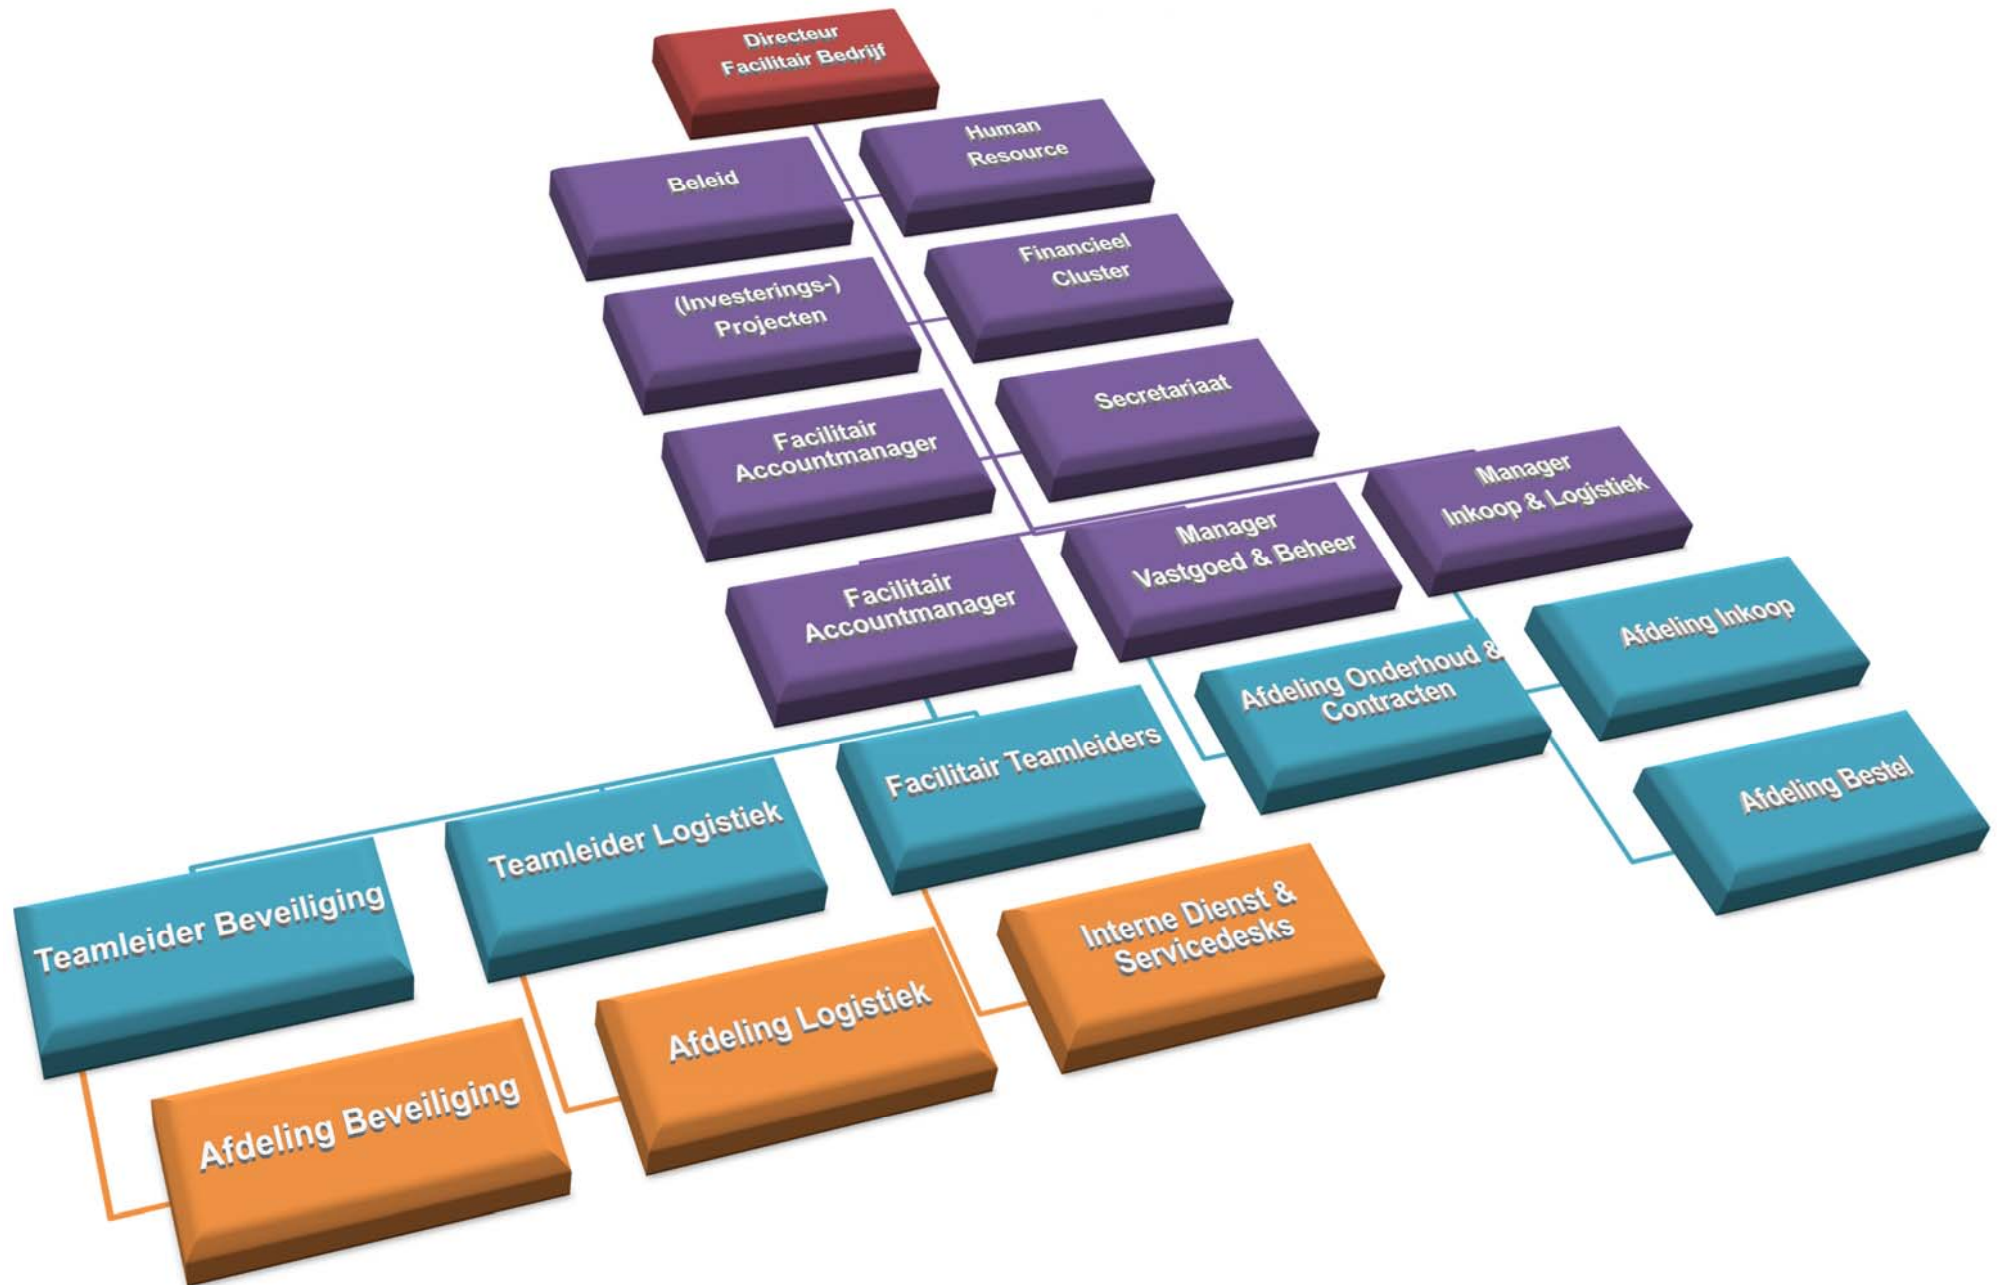 Directeur
Facilitair Bedrijf
Human
Resource
Beleid
Financieel
Cluster
(Investerings-)
Projecten
Secretariaat
Facilitair
Accountmanager
Manager
Inkoop & Logistiek
Manager
Vastgoed & Beheer
Facilitair
Accountmanager
Afdeling Inkoop
Afdeling Onderhoud &
Contracten
Facilitair Teamleiders
Afdeling Bestel
Teamleider Logistiek
Teamleider Beveiliging
Interne Dienst &
Servicedesks
Afdeling Logistiek
Afdeling Beveiliging